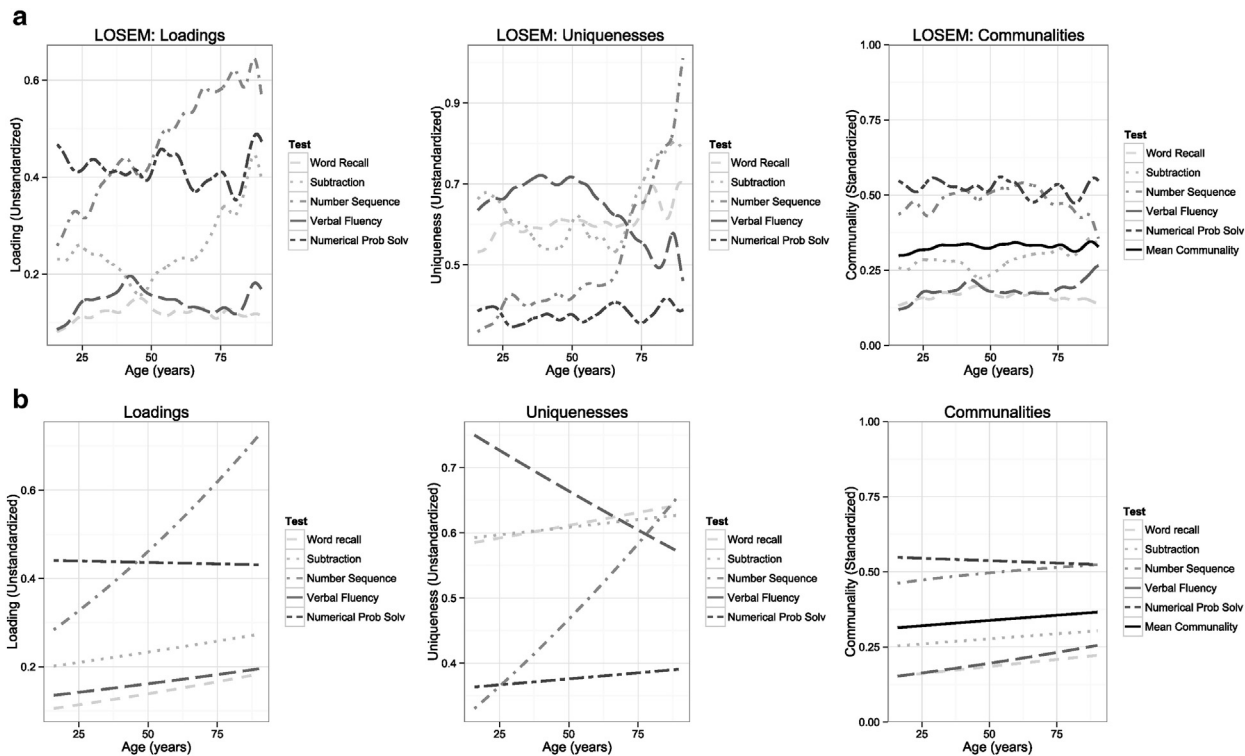 a
LOSEM: Loadings
Loading (Unstandardized)
0.6
0.4
0.2
25
50
75
Age (years)
Test
Word Recall
Subtraction
Number Sequence
Verbal Fluency
Numerical Prob Solv
LOSEM: Uniquenesses
Uniqueness (Unstandardized)
0.9
0.7
0.5
25
50
75
Age (years)
Test
Word Recall
Subtraction
Number Sequence
Verbal Fluency
Numerical Prob Solv
LOSEM: Communalities
Communality (Standardized)
1.00
0.75
0.50
0.25
0.00
25
50
75
Age (years)
Test
Word Recall
Subtraction
Number Sequence
Verbal Fluency
Numerical Prob Solv
Mean Communality
b
Loadings
Loading (Unstandardized)
0.6
0.4
0.2
25
50
75
Age (years)
Test
Word recall
Subtraction
Number Sequence
Verbal Fluency
Numerical Prob Solv
Uniquenesses
Uniqueness (Unstandardized)
0.7
0.6
0.5
0.4
25
50
75
Age (years)
Test
Word recall
Subtraction
Number Sequence
Verbal Fluency
Numerical Prob Solv
Communalities
Communality (Standardized)
1.00
0.75
0.50
0.25
0.00
25
50
75
Age (years)
Test
Word recall
Subtraction
Number Sequence
Verbal Fluency
Numerical Prob Solv
Mean Communality